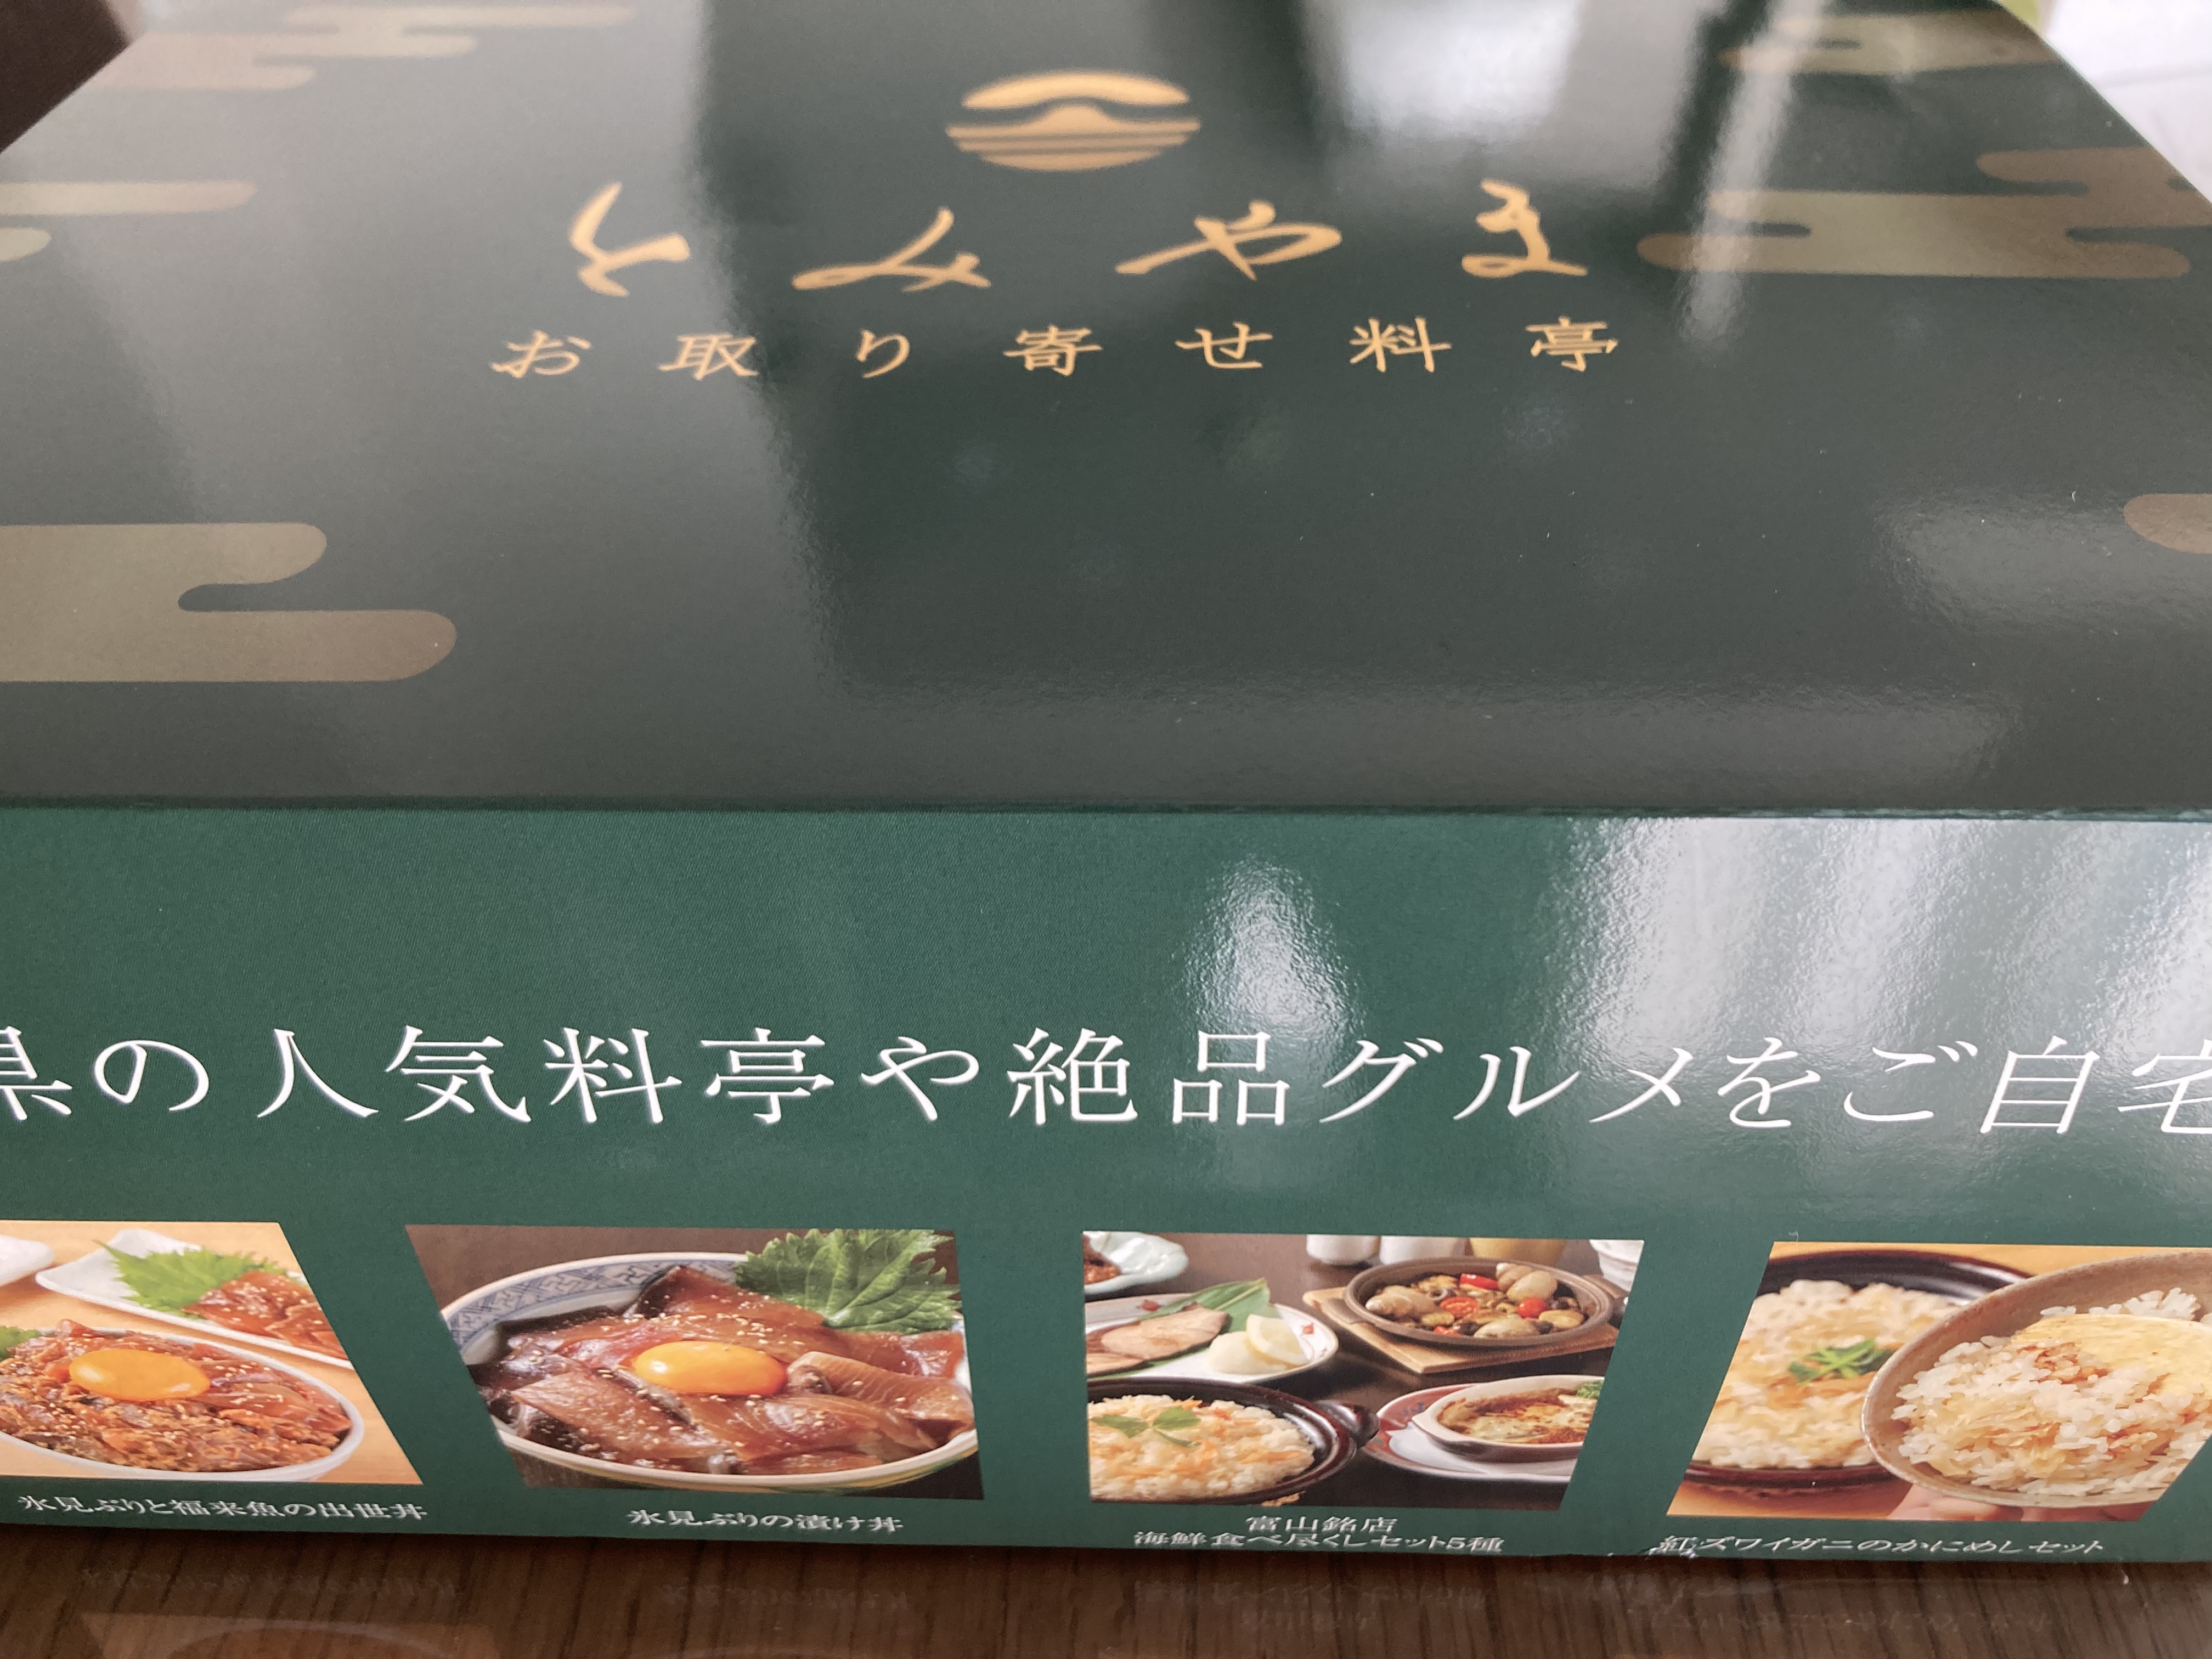 とみやま
お取り寄せ料亭
県の人気料亭や絶品グルメをご自宅
氷見ぶりと福来魚の出世丼
氷見ぶりの漬け丼
富山銘店
海鮮食べ尽くしセット5種
紅ズワイガニのかにめしセット